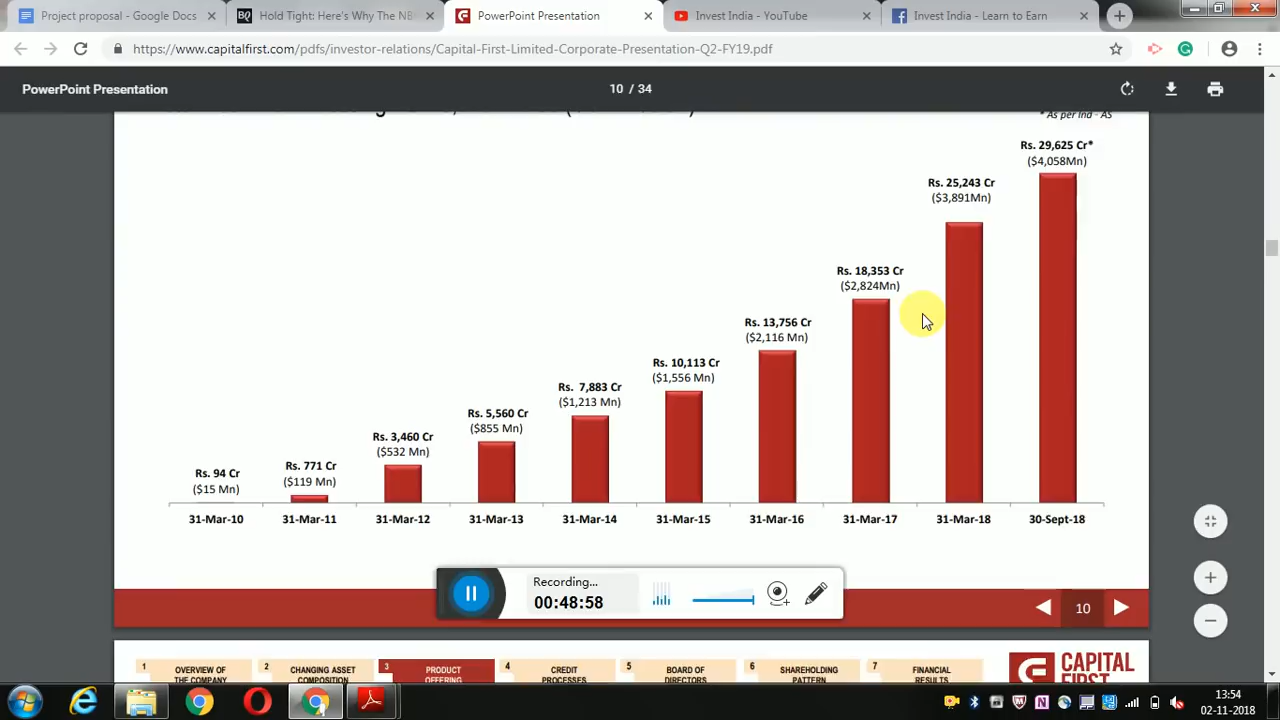 Project proposal - Google Docs
Hold Tight: Here's Why The NB
PowerPoint Presentation
Invest India - YouTube
Invest India - Learn to Earn
https://www.capitalfirst.com/pdfs/investor-relations/Capital-First-Limited-Corporate-Presentation-Q2-FY19.pdf
PowerPoint Presentation
10 / 34
* As per Ind - AS
Rs. 29,625 Cr*
($4,058Mn)
Rs. 25,243 Cr
($3,891Mn)
Rs. 18,353 Cr
($2,824Mn)
Rs. 13,756 Cr
($2,116 Mn)
Rs. 10,113 Cr
($1,556 Mn)
Rs. 7,883 Cr
($1,213 Mn)
Rs. 5,560 Cr
($855 Mn)
Rs. 3,460 Cr
($532 Mn)
Rs. 771 Cr
($119 Mn)
Rs. 94 Cr
($15 Mn)
31-Mar-10 31-Mar-11 31-Mar-12 31-Mar-13 31-Mar-14 31-Mar-15 31-Mar-16 31-Mar-17 31-Mar-18 30-Sept-18
Recording...
00:48:58
10
1 OVERVIEW OF THE COMPANY
2 CHANGING ASSET COMPOSITION
3 PRODUCT OFFERING
4 CREDIT PROCESSES
5 BOARD OF DIRECTORS
6 SHAREHOLDING PATTERN
7 FINANCIAL RESULTS
CAPITAL
FIRST
13:54
02-11-2018